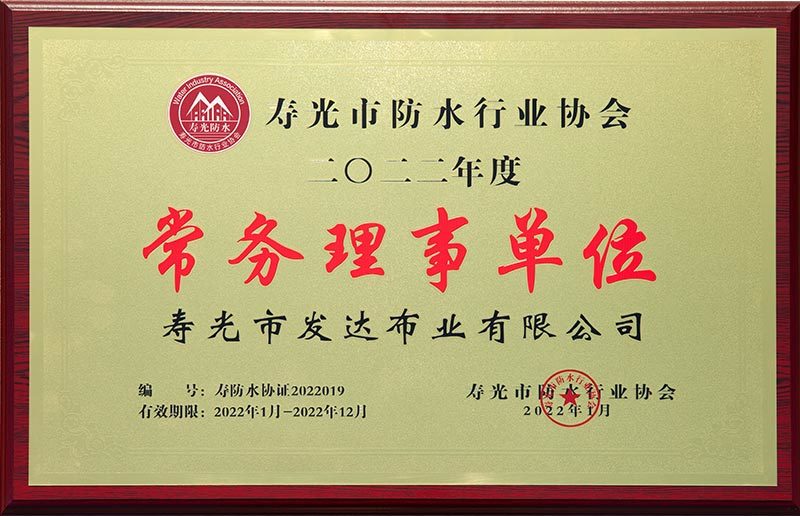 Water Industry Association
寿光防水
寿光市防水行业协会
寿光市防水行业协会
二〇二二年度
常务理事单位
寿光市发达布业有限公司
编　　号：寿防水协证2022019
有效期限：2022年1月-2022年12月
寿光市防水行业协会
2022年1月